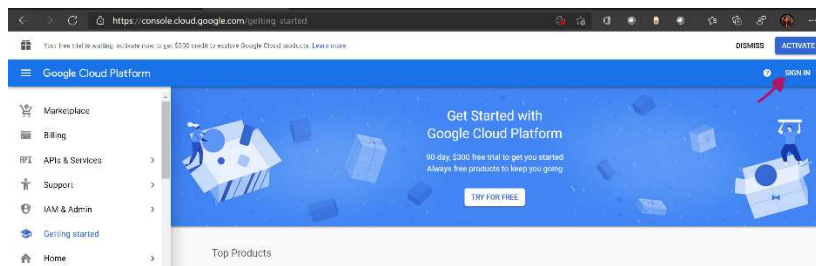 https://console.cloud.google.com/getting-started
Your free trial is waiting: activate now to get $300 credit to explore Google Cloud products. Learn more
DISMISS
ACTIVATE
Google Cloud Platform
SIGN IN
Marketplace
Billing
API APIs & Services
Support
IAM & Admin
Getting started
Home
Get Started with
Google Cloud Platform
90-day, $300 free trial to get you started
Always free products to keep you going
TRY FOR FREE
Top Products